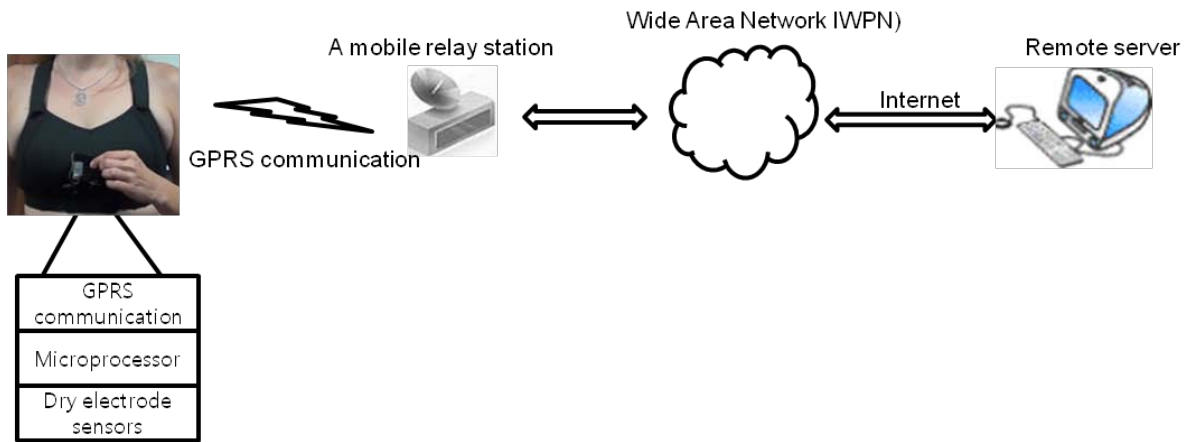 Wide Area Network IWPN)
A mobile relay station
Remote server
Internet
GPRS communication
GPRS
communication
Microprocessor
Dry electrode
sensors